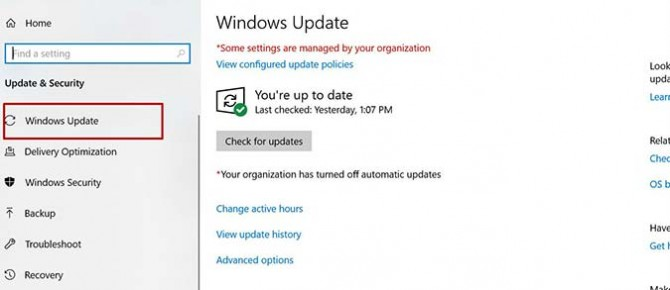 Home
Find a setting
Update & Security
Windows Update
Delivery Optimization
Windows Security
Backup
Troubleshoot
Recovery
Windows Update
*Some settings are managed by your organization
View configured update policies
You're up to date
Last checked: Yesterday, 1:07 PM
Check for updates
*Your organization has turned off automatic updates
Change active hours
View update history
Advanced options
Look
upda
Learn
Relat
Chec
OS b
Have
Get h
Make